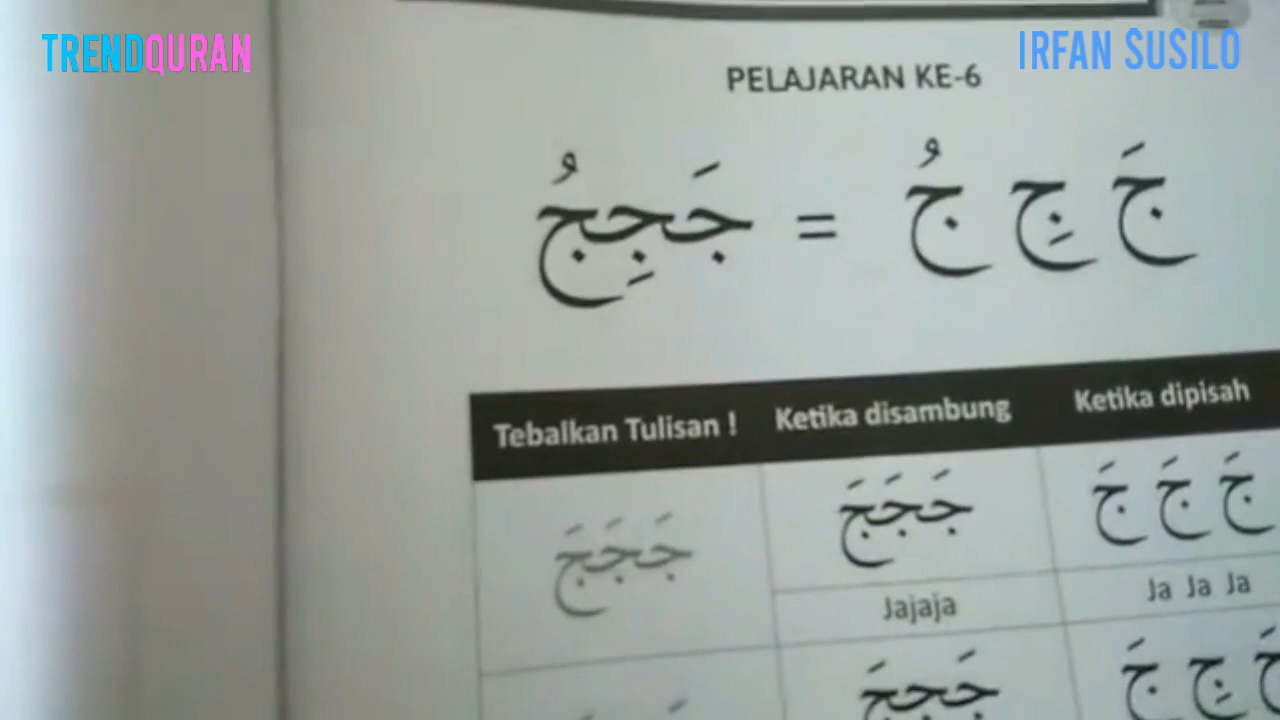 TRENDQURAN
IRFAN SUSILO
PELAJARAN KE-6
جَ جِ جُ = جَجِجُ
Tebalkan Tulisan ! Ketika disambung Ketika dipisah
جَجَجَ جَجَجَ جَ جَ جَ
Jajaja Ja Ja Ja